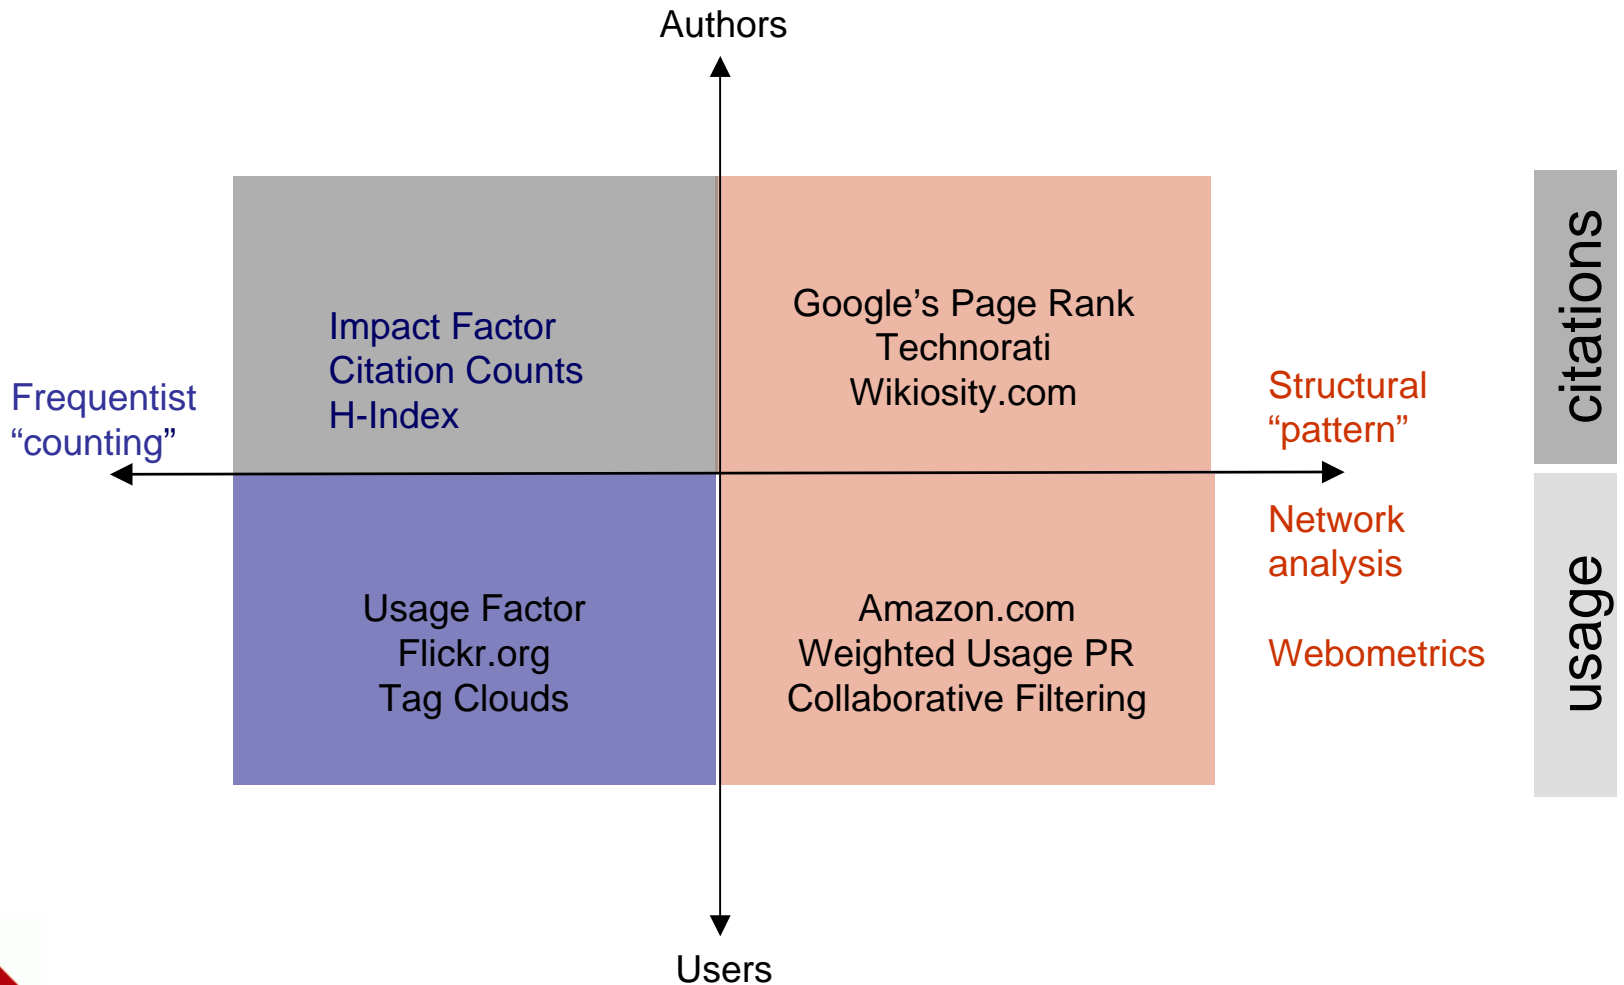 Authors
Impact Factor
Citation Counts
H-Index
Google’s Page Rank
Technorati
Wikiosity.com
Frequentist
“counting”
Structural
“pattern”
citations
Usage Factor
Flickr.org
Tag Clouds
Amazon.com
Weighted Usage PR
Collaborative Filtering
Network
analysis
Webometrics
usage
Users